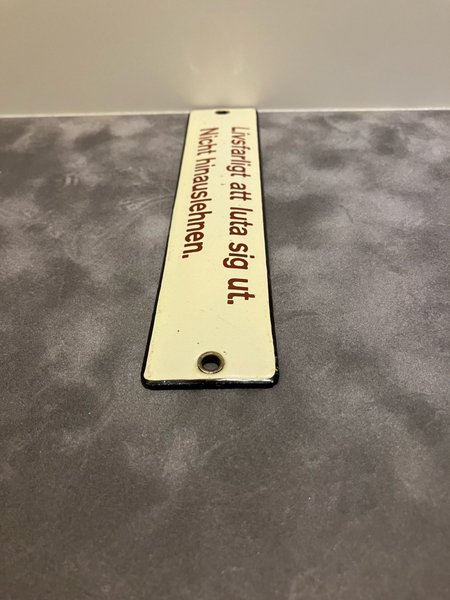 Livsfarligt att luta sig ut.
Nicht hinauslehnen.